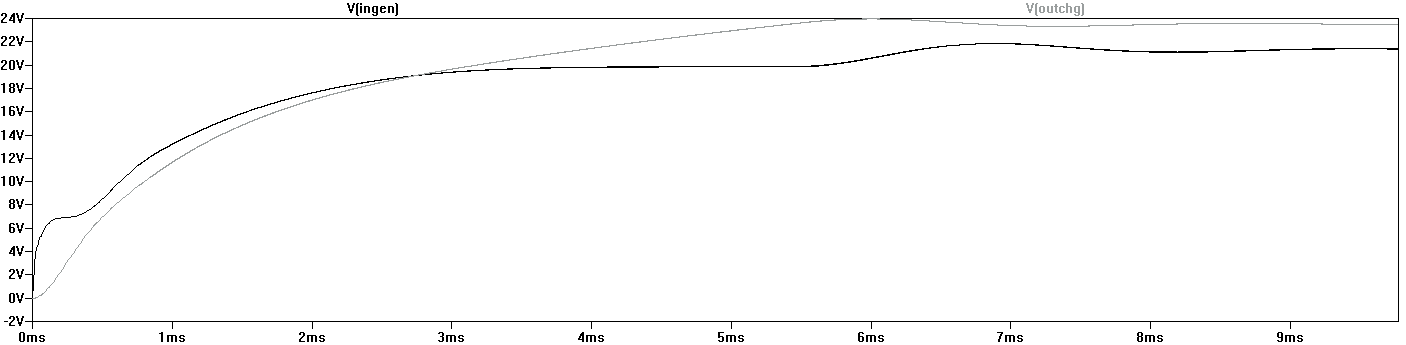 V(ingen) V(outchg)
24V
22V
20V
18V
16V
14V
12V
10V
8V
6V
4V
2V
0V
-2V
0ms 1ms 2ms 3ms 4ms 5ms 6ms 7ms 8ms 9ms